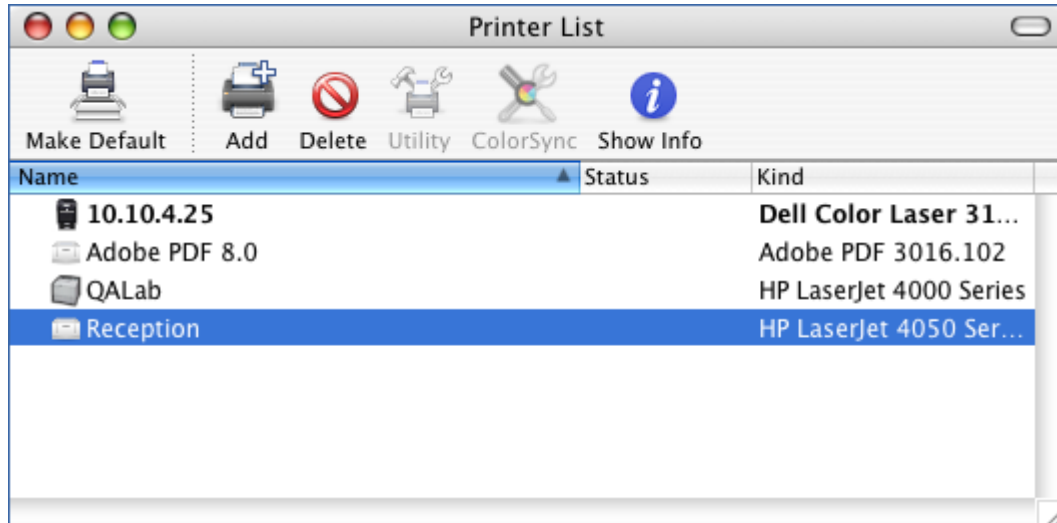 Printer List
Make Default Add Delete Utility ColorSync Show Info
Name Status Kind
10.10.4.25 Dell Color Laser 31...
Adobe PDF 8.0 Adobe PDF 3016.102
QALab HP LaserJet 4000 Series
Reception HP LaserJet 4050 Ser...